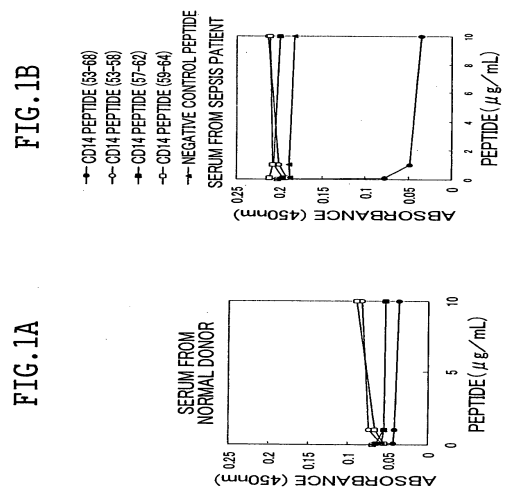 FIG.1A
SERUM FROM
NORMAL DONOR
ABSORBANCE (450nm)
0.25
0.2
0.15
0.1
0.05
0
0
5
10
PEPTIDE(μg/mL)
FIG.1B
CD14 PEPTIDE (53-68)
CD14 PEPTIDE (53-58)
CD14 PEPTIDE (57-62)
CD14 PEPTIDE (59-64)
NEGATIVE CONTROL PEPTIDE
SERUM FROM SEPSIS PATIENT
ABSORBANCE (450nm)
0.25
0.2
0.15
0.1
0.05
0
0
2
4
6
8
10
PEPTIDE(μg/mL)